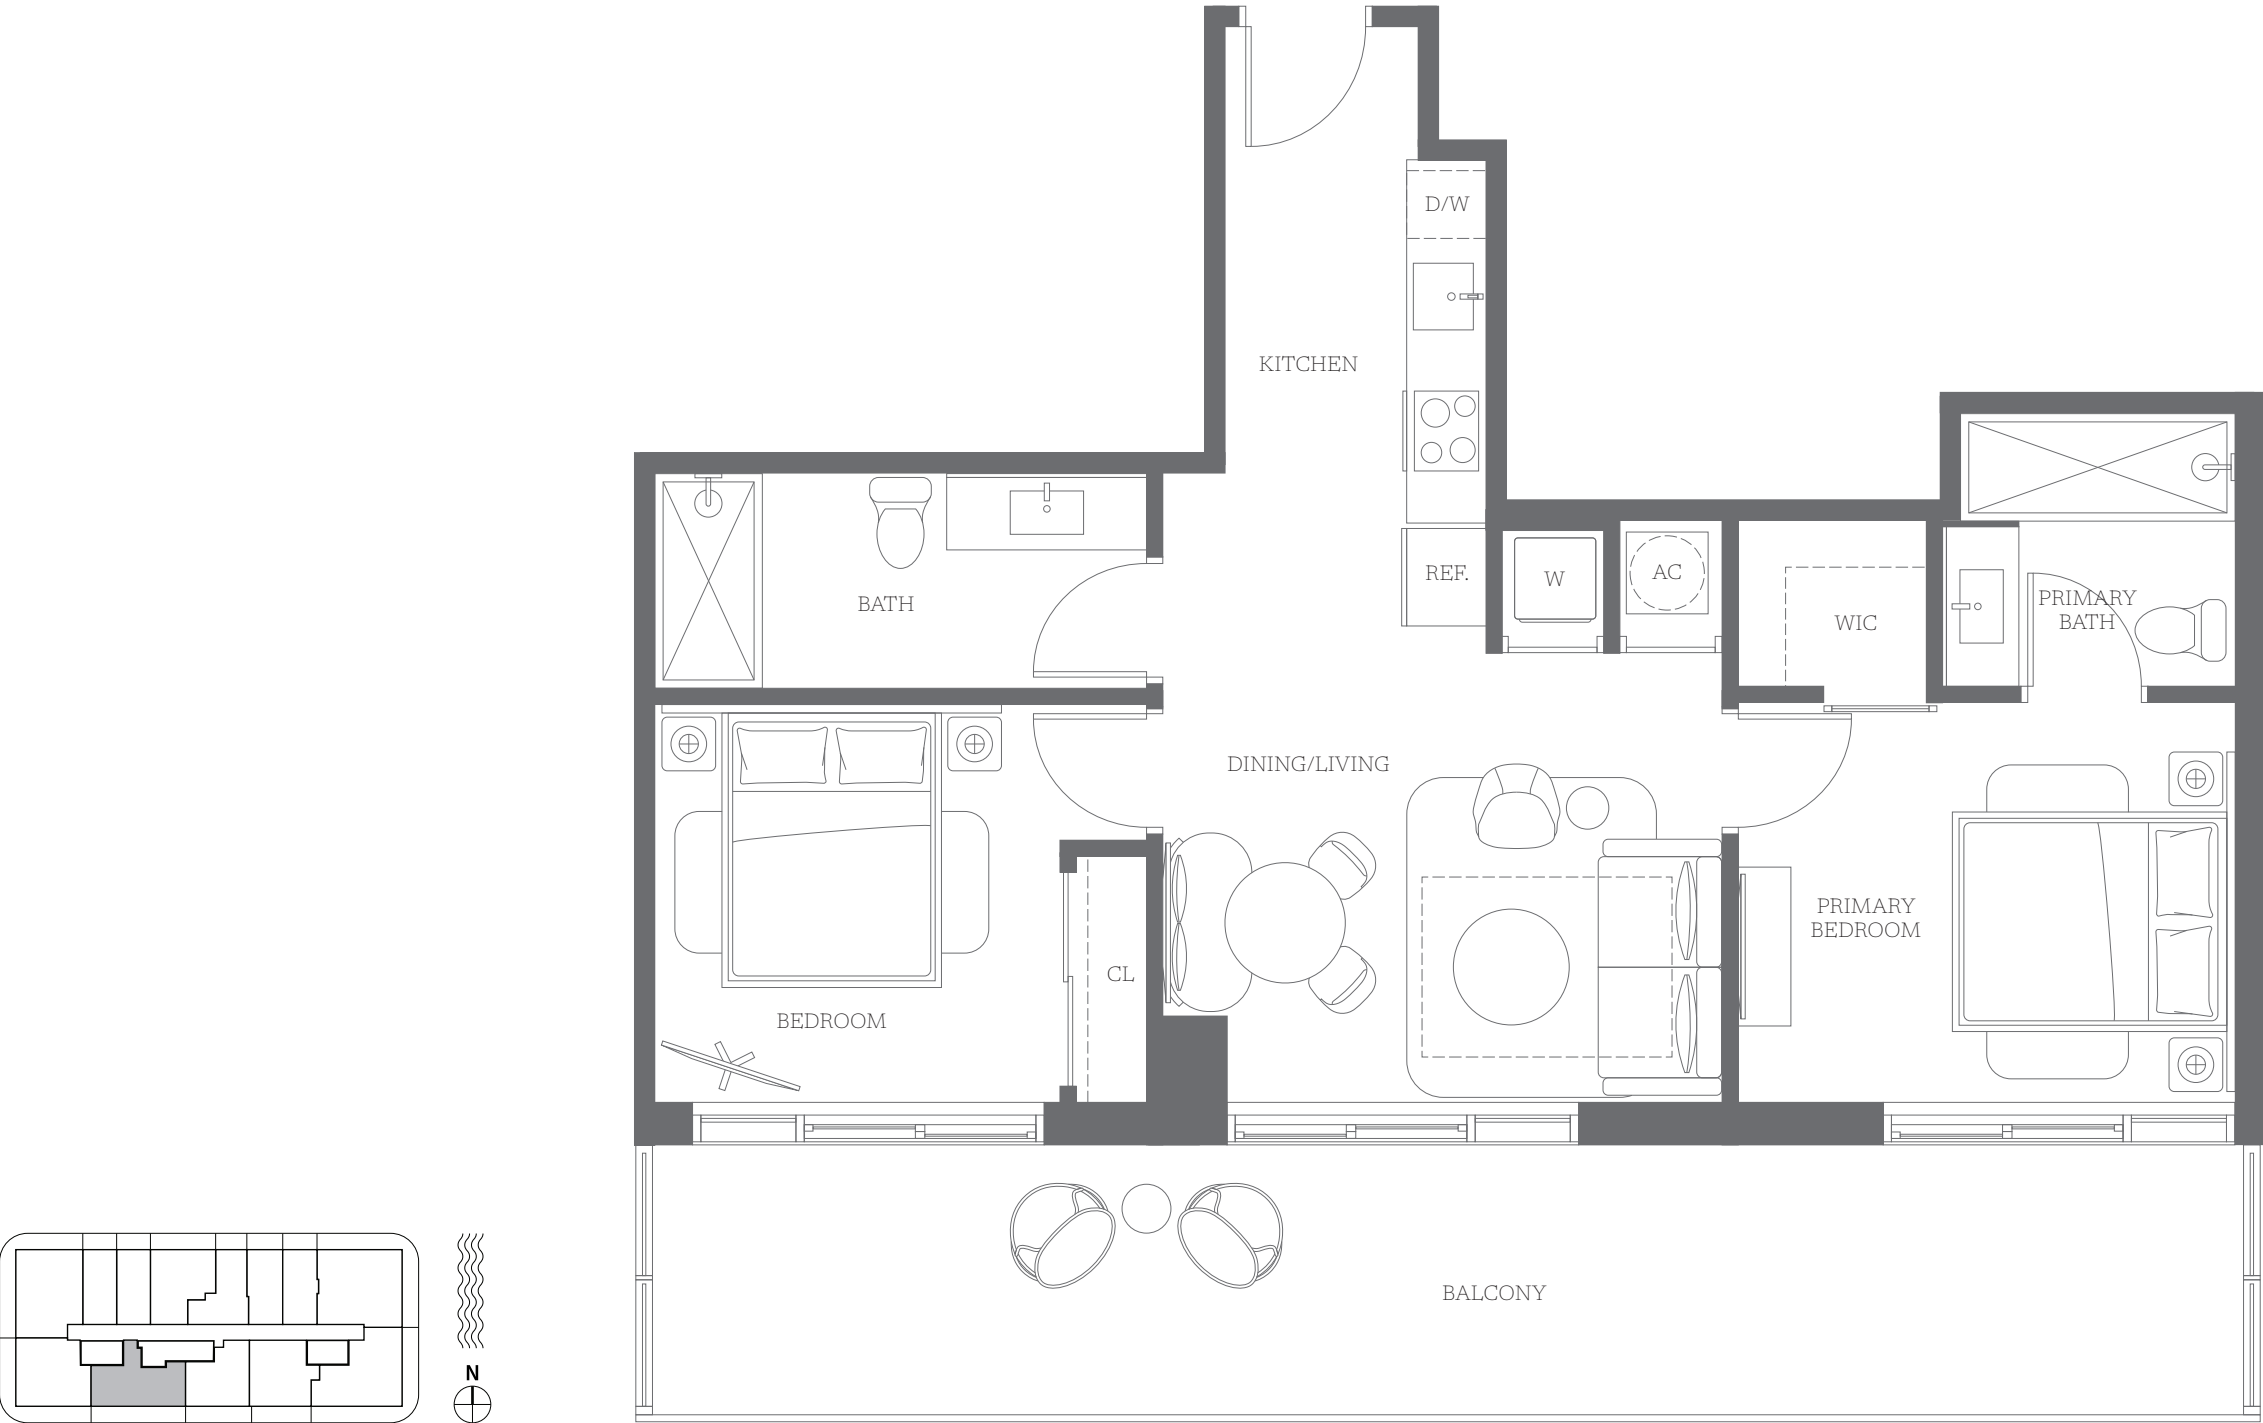 D/W
KITCHEN
REF.
W
AC
WIC
PRIMARY
BATH
BATH
DINING/LIVING
PRIMARY
BEDROOM
CL
BEDROOM
BALCONY
N